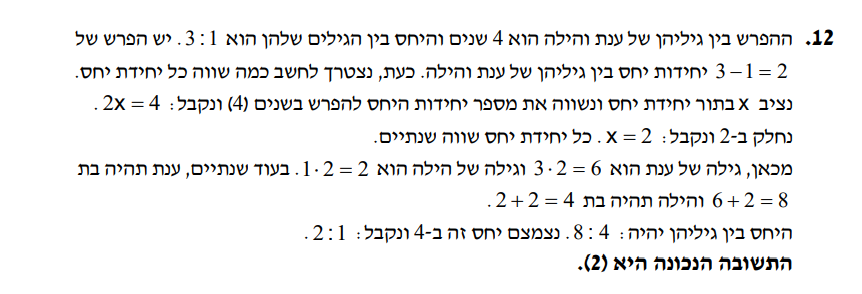 12. ההפרש בין גיליהן של ענת והילה הוא 4 שנים והיחס בין הגילים שלהן הוא 3:1. יש הפרש של
3−1=2 יחידות יחס בין גיליהן של ענת והילה. כעת, נצטרך לחשב כמה שווה כל יחידת יחס.
נציב x בתור יחידת יחס ונשווה את מספר יחידות היחס להפרש בשנים (4) ונקבל: 2x=4.
נחלק ב-2 ונקבל: x=2. כל יחידת יחס שווה שנתיים.
מכאן, גילה של ענת הוא 3·2=6 וגילה של הילה הוא 1·2=2. בעוד שנתיים, ענת תהיה בת
6+2=8 והילה תהיה בת 2+2=4.
היחס בין גיליהן יהיה: 8:4. נצמצם יחס זה ב-4 ונקבל: 2:1.
התשובה הנכונה היא (2).